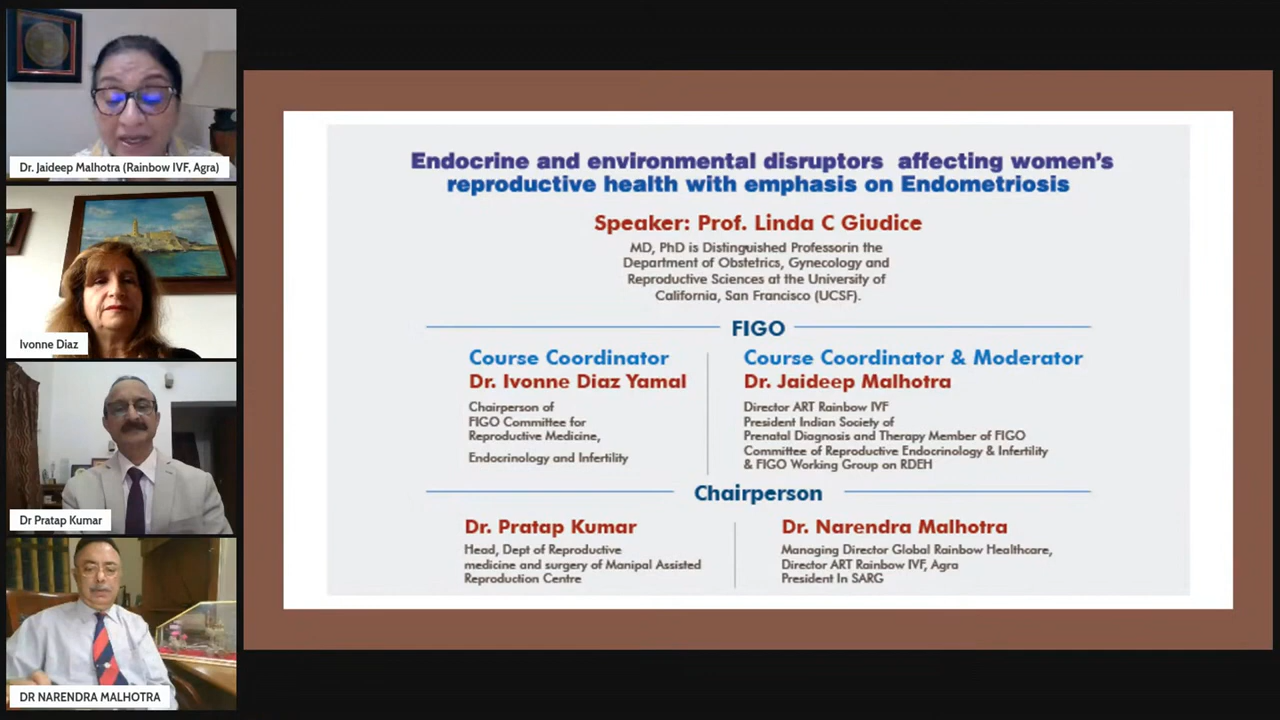 Dr. Jaideep Malhotra (Rainbow IVF, Agra)
Ivonne Diaz
Dr Pratap Kumar
DR NARENDRA MALHOTRA
Endocrine and environmental disruptors affecting women's
reproductive health with emphasis on Endometriosis
Speaker: Prof. Linda C Giudice
MD, PhD is Distinguished Professorin the
Department of Obstetrics, Gynecology and
Reproductive Sciences at the University of
California, San Francisco (UCSF).
FIGO
Course Coordinator
Dr. Ivonne Diaz Yamal
Chairperson of
FIGO Committee for
Reproductive Medicine,
Endocrinology and Infertility
Course Coordinator & Moderator
Dr. Jaideep Malhotra
Director ART Rainbow IVF
President Indian Society of
Prenatal Diagnosis and Therapy Member of FIGO
Committee of Reproductive Endocrinology & Infertility
& FIGO Working Group on RDEH
Chairperson
Dr. Pratap Kumar
Head, Dept of Reproductive
medicine and surgery of Manipal Assisted
Reproduction Centre
Dr. Narendra Malhotra
Managing Director Global Rainbow Healthcare,
Director ART Rainbow IVF, Agra
President In SARG